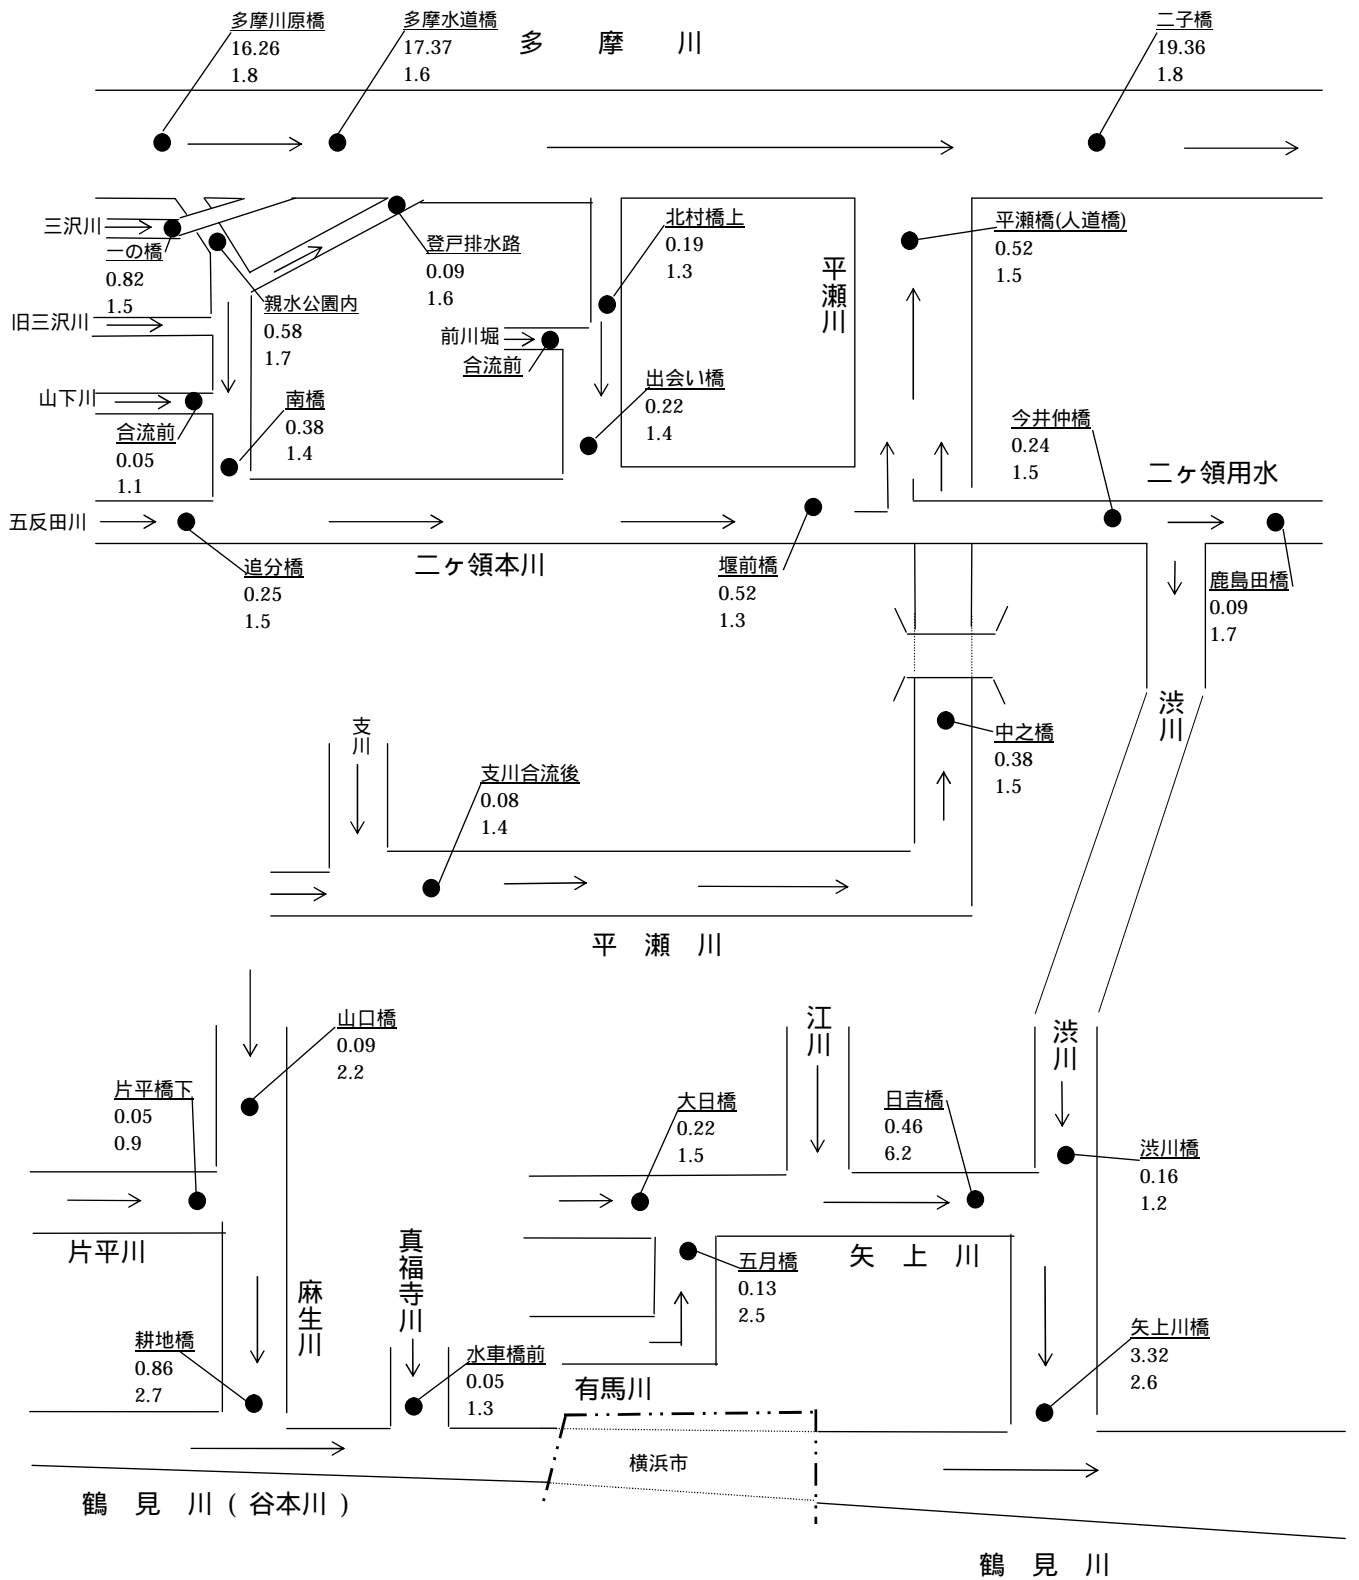 多摩川原橋
16.26
1.8
多摩水道橋
17.37
1.6
多　摩　川
二子橋
19.36
1.8
三沢川
一の橋
0.82
1.5
登戸排水路
0.09
1.6
北村橋上
0.19
1.3
平瀬川
平瀬橋(人道橋)
0.52
1.5
旧三沢川
親水公園内
0.58
1.7
前川堀
合流前
山下川
合流前
0.05
1.1
南橋
0.38
1.4
出会い橋
0.22
1.4
今井仲橋
0.24
1.5
二ヶ領用水
五反田川
追分橋
0.25
1.5
二ヶ領本川
堰前橋
0.52
1.3
鹿島田橋
0.09
1.7
渋川
支川
支川合流後
0.08
1.4
中之橋
0.38
1.5
平　瀬　川
山口橋
0.09
2.2
江川
渋川
片平橋下
0.05
0.9
大日橋
0.22
1.5
日吉橋
0.46
6.2
渋川橋
0.16
1.2
片平川
麻生川
真福寺川
五月橋
0.13
2.5
矢　上　川
耕地橋
0.86
2.7
水車橋前
0.05
1.3
有馬川
矢上川橋
3.32
2.6
横浜市
鶴　見　川 ( 谷本川 )
鶴　見　川